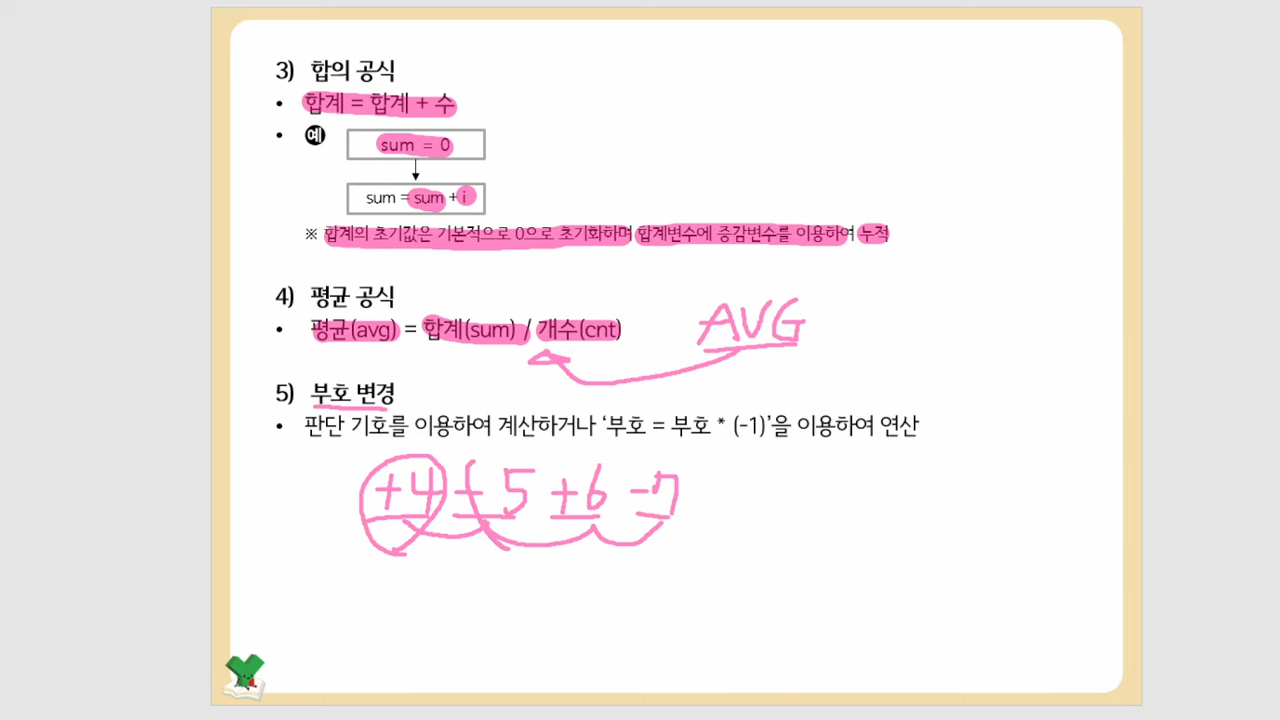 3) 합의 공식
• 합계 = 합계 + 수
• 예 sum = 0
sum = sum + i
※ 합계의 초기값은 기본적으로 0으로 초기화하며 합계변수에 증감변수를 이용하여 누적
4) 평균 공식
• 평균(avg) = 합계(sum) / 개수(cnt)
AVG
5) 부호 변경
• 판단 기호를 이용하여 계산하거나 ‘부호 = 부호 * (-1)’을 이용하여 연산
+4 - 5 +6 -7